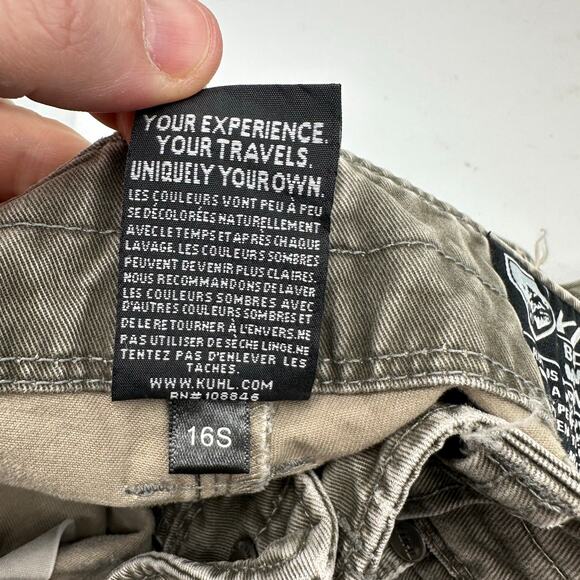 YOUR EXPERIENCE.
YOUR TRAVELS.
UNIQUELY YOUR OWN.
LES COULEURS VONT PEU À PEU
SE DÉCOLORÉES NATURELLEMENT
AVEC LE TEMPS ET APRÈS CHAQUE
LAVAGE. LES COULEURS SOMBRES
PEUVENT DEVENIR PLUS CLAIRES
NOUS RECOMMANDONS DE LAVER
LES COULEURS SOMBRES AVEC
D'AUTRES COULEURS SOMBRES ET
DE LE RETOURNER À L'ENVERS. NE
PAS UTILISER DE SÈCHE LINGE. NE
TENTEZ PAS D'ENLEVER LES
TÂCHES.
WWW.KUHL.COM
RN# 108846
16S